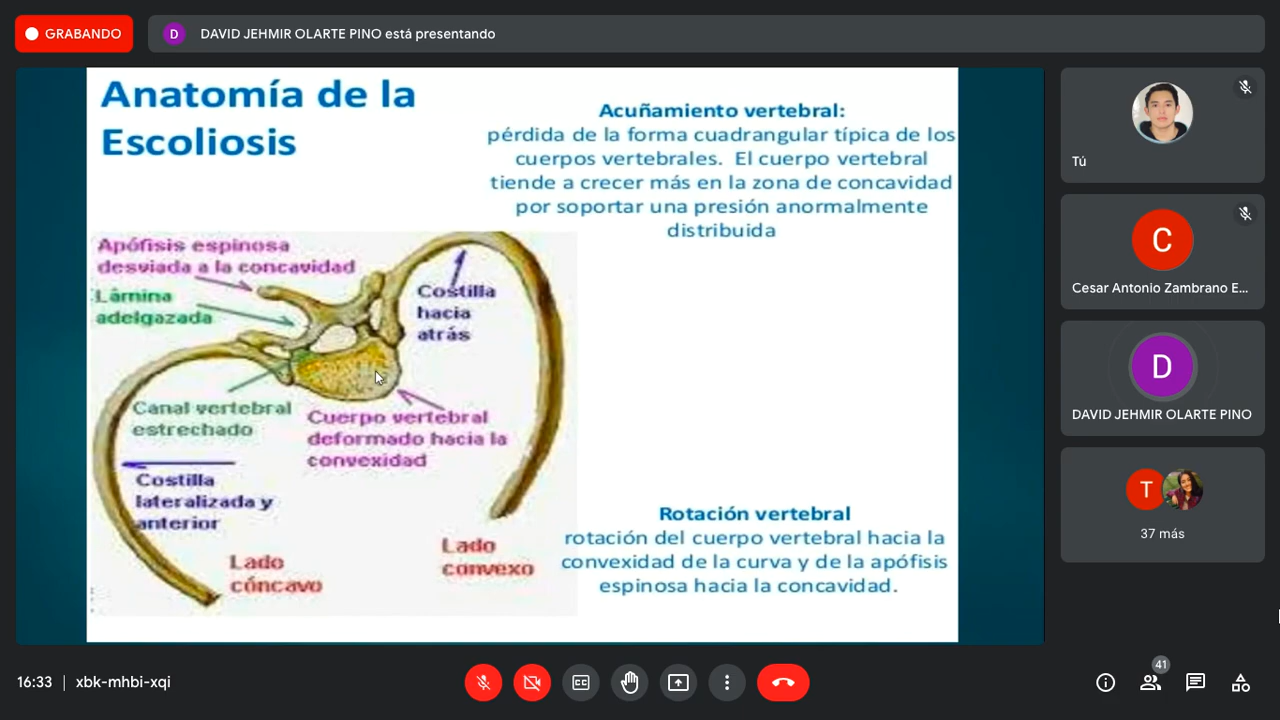 GRABANDO
D
DAVID JEHMIR OLARTE PINO está presentando
Anatomía de la
Escoliosis
Acuñamiento vertebral:
pérdida de la forma cuadrangular típica de los
cuerpos vertebrales. El cuerpo vertebral
tiende a crecer más en la zona de concavidad
por soportar una presión anormalmente
distribuida
Apófisis espinosa
desviada a la concavidad
Lámina
adelgazada
Costilla
hacia
atrás
Canal vertebral
estrechado
Cuerpo vertebral
deformado hacia la
convexidad
Costilla
lateralizada y
anterior
Lado
cóncavo
Lado
convexo
Rotación vertebral
rotación del cuerpo vertebral hacia la
convexidad de la curva y de la apófisis
espinosa hacia la concavidad.
Tú
C
Cesar Antonio Zambrano E...
D
DAVID JEHMIR OLARTE PINO
T
37 más
16:33 | xbk-mhbi-xqi
CC
41